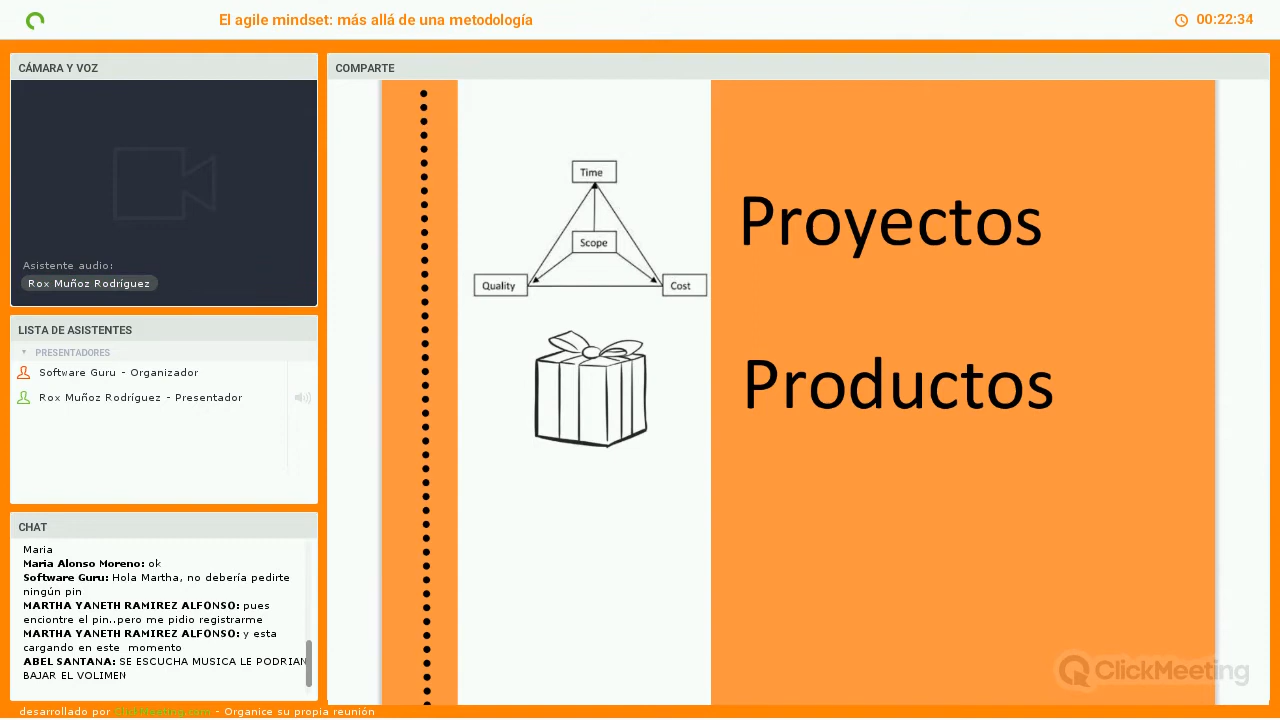 El agile mindset: más allá de una metodología
00:22:34
CÁMARA Y VOZ
Asistente audio:
Rox Muñoz Rodríguez
LISTA DE ASISTENTES
PRESENTADORES
Software Guru - Organizador
Rox Muñoz Rodríguez - Presentador
CHAT
Maria
Maria Alonso Moreno: ok
Software Guru: Hola Martha, no debería pedirte
ningún pin
MARTHA YANETH RAMIREZ ALFONSO: pues
enciontre el pin..pero me pidio registrarme
MARTHA YANETH RAMIREZ ALFONSO: y esta
cargando en este momento
ABEL SANTANA: SE ESCUCHA MUSICA LE PODRIAN
BAJAR EL VOLIMEN
desarrollado por ClickMeeting.com - Organice su propia reunión
COMPARTE
Time
Scope
Quality
Cost
Proyectos
Productos
ClickMeeting